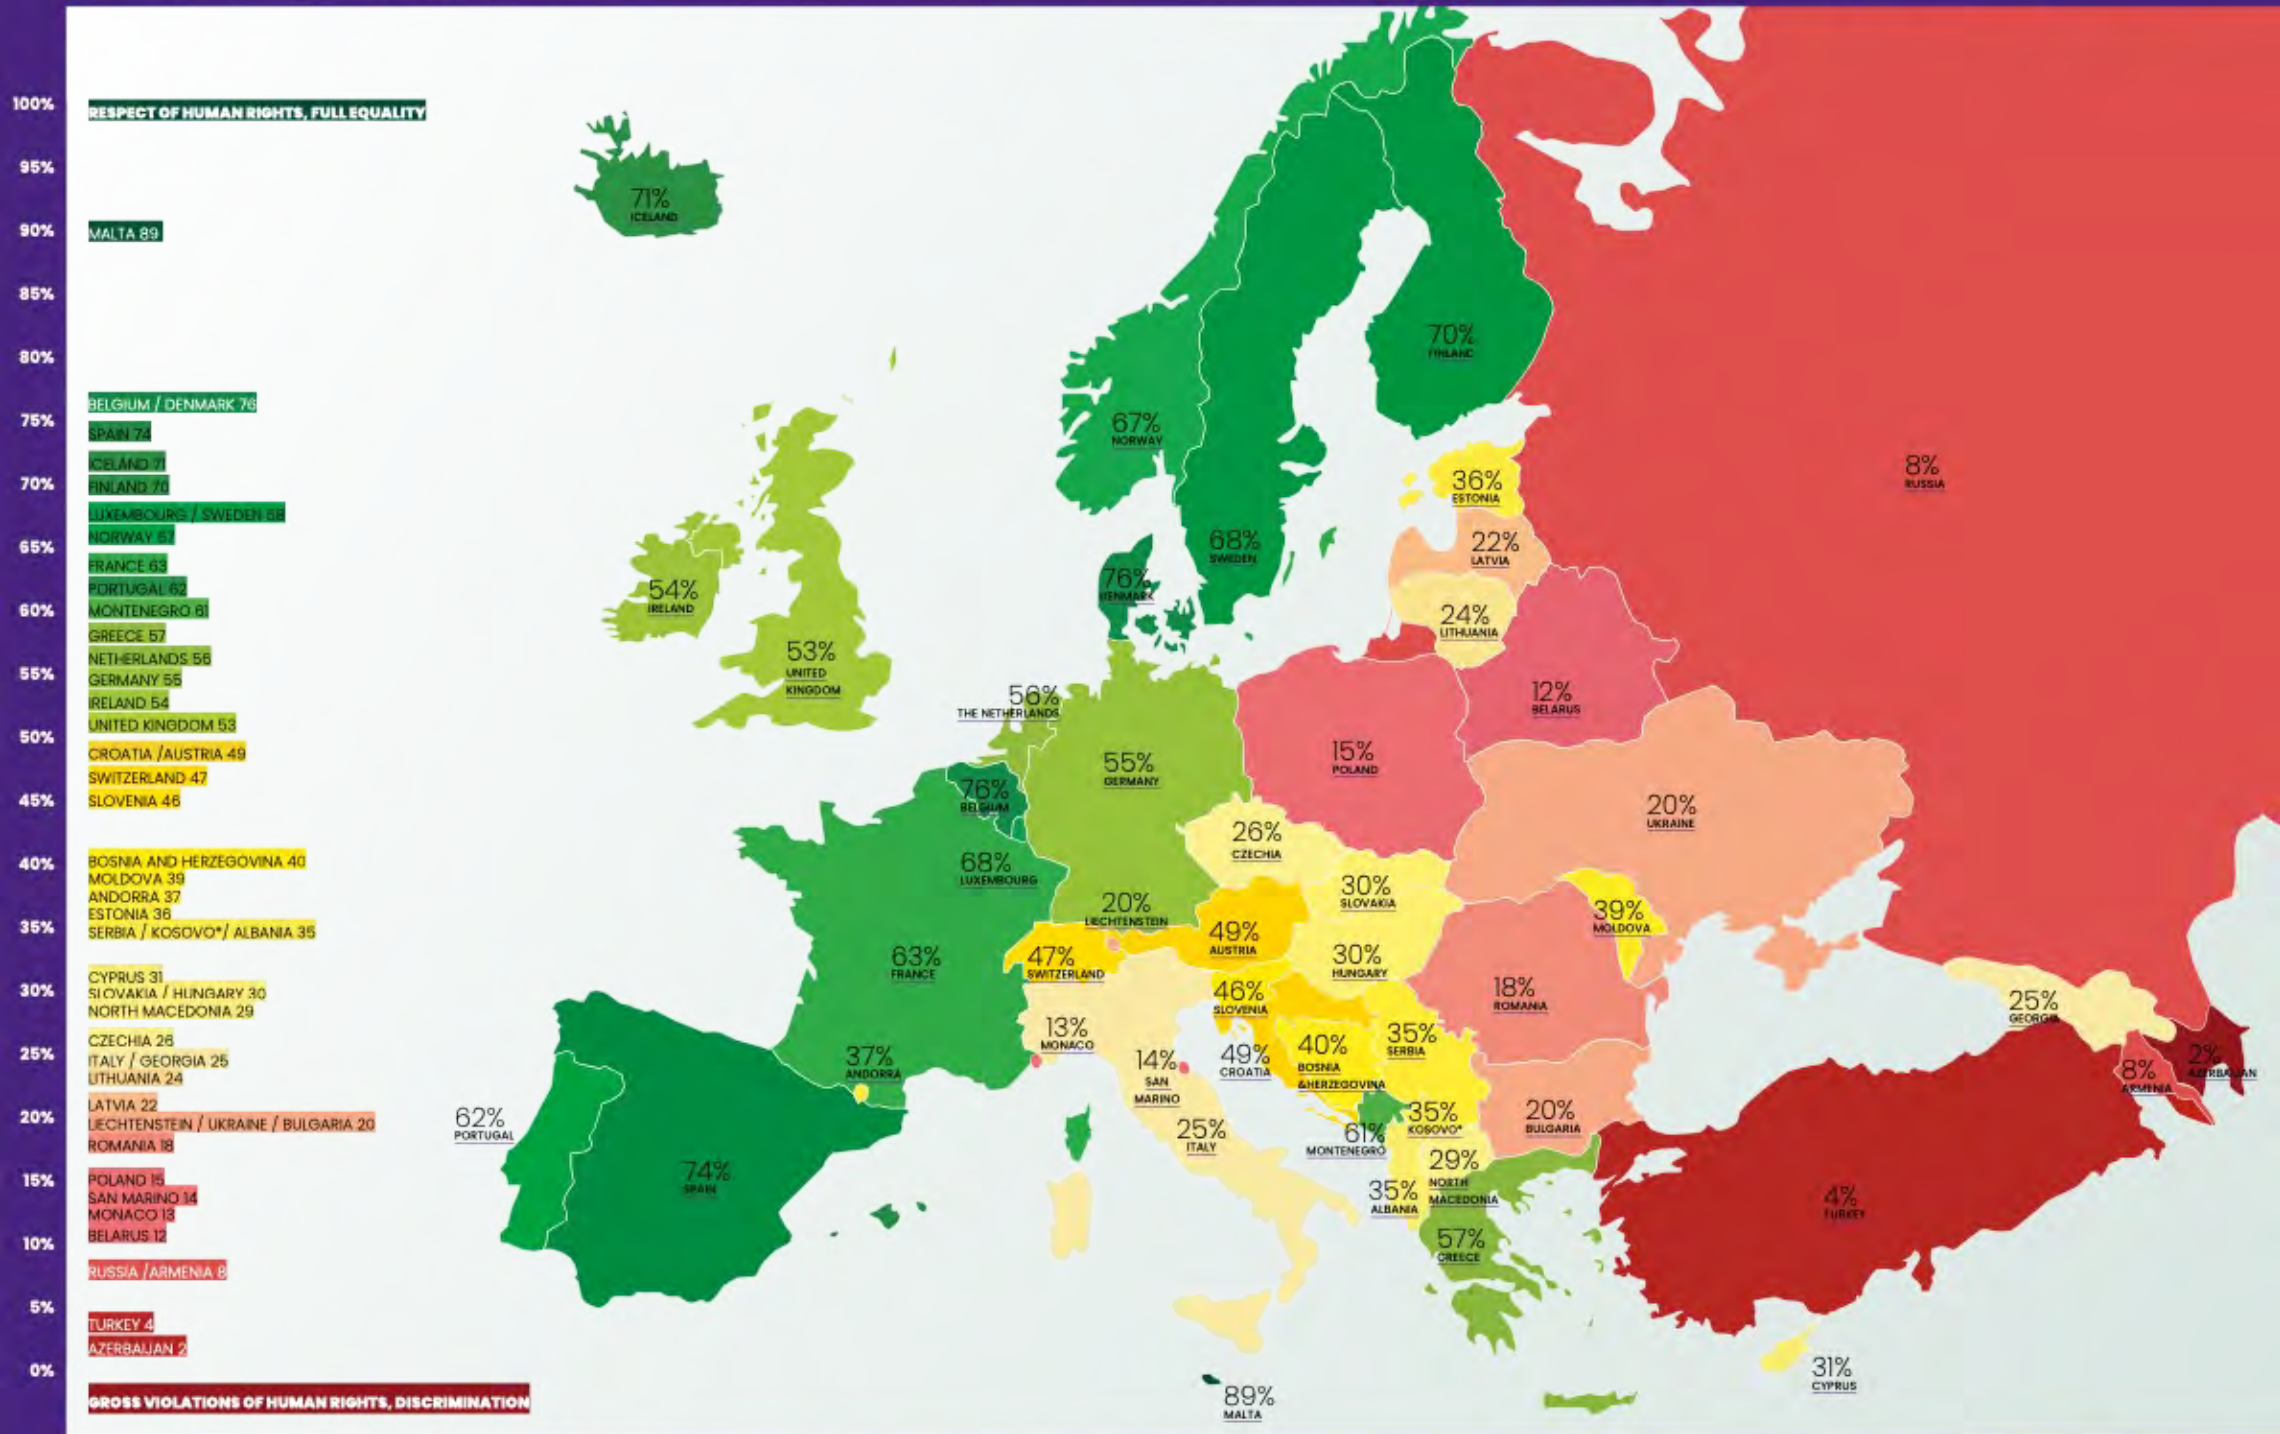 100%
95%
90%
85%
80%
75%
70%
65%
60%
55%
50%
45%
40%
35%
30%
25%
20%
15%
10%
5%
0%
RESPECT OF HUMAN RIGHTS, FULL EQUALITY
MALTA 89
BELGIUM / DENMARK 76
SPAIN 74
ICELAND 71
FINLAND 70
LUXEMBOURG / SWEDEN 68
NORWAY 67
FRANCE 63
PORTUGAL 62
MONTENEGRO 61
GREECE 57
NETHERLANDS 56
GERMANY 55
IRELAND 54
UNITED KINGDOM 53
CROATIA /AUSTRIA 49
SWITZERLAND 47
SLOVENIA 46
BOSNIA AND HERZEGOVINA 40
MOLDOVA 39
ANDORRA 37
ESTONIA 36
SERBIA / KOSOVO*/ ALBANIA 35
CYPRUS 31
SLOVAKIA / HUNGARY 30
NORTH MACEDONIA 29
CZECHIA 26
ITALY / GEORGIA 25
LITHUANIA 24
LATVIA 22
LIECHTENSTEIN / UKRAINE / BULGARIA 20
ROMANIA 18
POLAND 15
SAN MARINO 14
MONACO 13
BELARUS 12
RUSSIA /ARMENIA 8
TURKEY 4
AZERBAIJAN 2
GROSS VIOLATIONS OF HUMAN RIGHTS, DISCRIMINATION
71%
ICELAND
70%
FINLAND
67%
NORWAY
8%
RUSSIA
36%
ESTONIA
68%
SWEDEN
22%
LATVIA
76%
DENMARK
54%
IRELAND
24%
LITHUANIA
53%
UNITED
KINGDOM
56%
THE NETHERLANDS
12%
BELARUS
55%
GERMANY
15%
POLAND
76%
BELGIUM
20%
UKRAINE
26%
CZECHIA
68%
LUXEMBOURG
30%
SLOVAKIA
20%
LIECHTENSTEIN
39%
MOLDOVA
49%
AUSTRIA
63%
FRANCE
47%
SWITZERLAND
30%
HUNGARY
46%
SLOVENIA
18%
ROMANIA
25%
GEORGIA
13%
MONACO
35%
SERBIA
37%
ANDORRA
14%
SAN
MARINO
49%
CROATIA
40%
BOSNIA
&HERZEGOVINA
2%
AZERBAIJAN
8%
ARMENIA
62%
PORTUGAL
35%
KOSOVO*
20%
BULGARIA
25%
ITALY
61%
MONTENEGRO
74%
SPAIN
29%
NORTH
MACEDONIA
35%
ALBANIA
4%
TURKEY
57%
GREECE
31%
CYPRUS
89%
MALTA